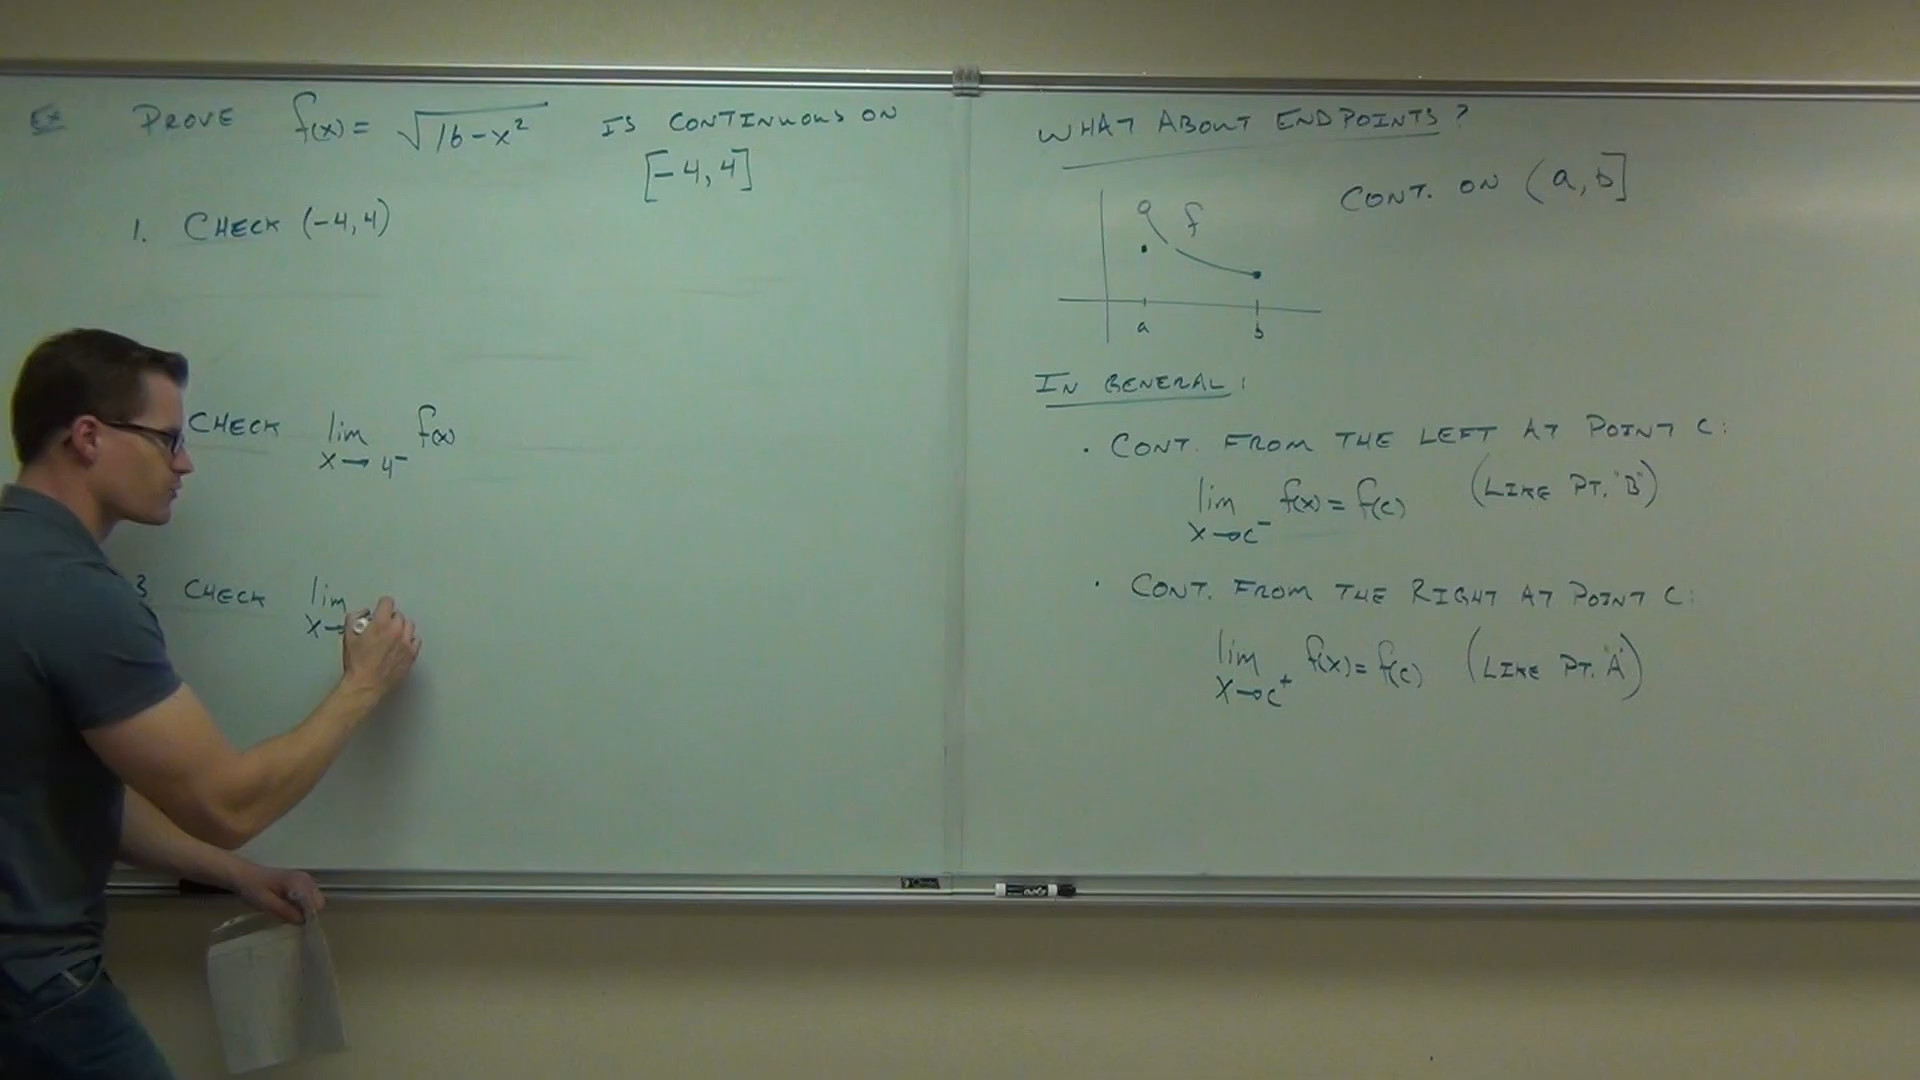 Ex PROVE f(x) = √16-x² IS CONTINUOUS ON
[-4,4]
1. CHECK (-4,4)
CHECK lim f(x)
x→4⁻
3 CHECK lim
x→
WHAT ABOUT ENDPOINTS?
CONT. ON (a,b]
f
a b
IN GENERAL:
• CONT. FROM THE LEFT AT POINT C:
lim f(x) = f(c) (LIKE PT. "B")
x→c⁻
• CONT. FROM THE RIGHT AT POINT C:
lim f(x) = f(c) (LIKE PT. "A")
x→c⁺